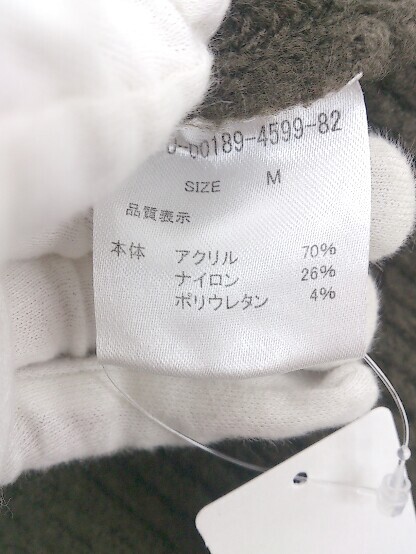 00189-4599-82
SIZE M
品質表示
本体 アクリル 70%
ナイロン 26%
ポリウレタン 4%